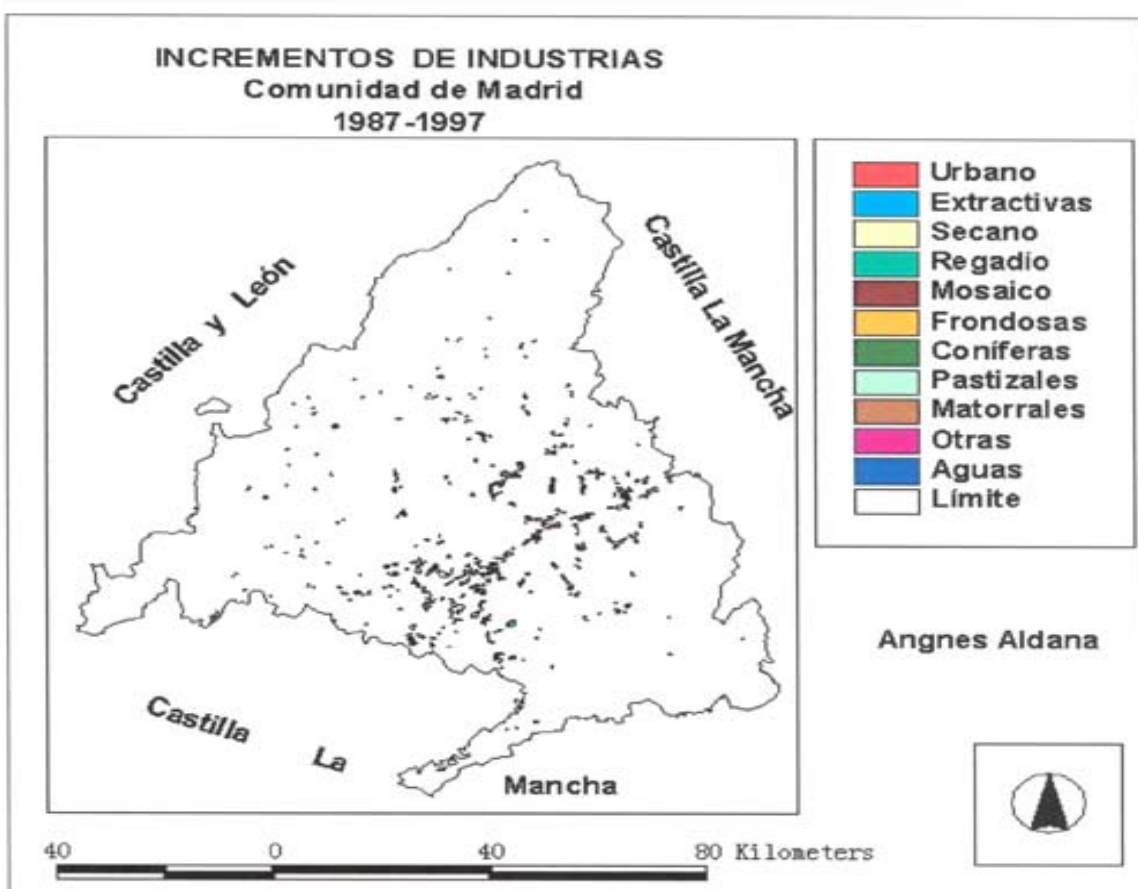 INCREMENTOS DE INDUSTRIAS
Comunidad de Madrid
1987-1997
Castilla y León
Castilla La Mancha
Castilla La
Mancha
Urbano
Extractivas
Secano
Regadío
Mosaico
Frondosas
Coníferas
Pastizales
Matorrales
Otras
Aguas
Límite
Angnes Aldana
40 0 40 80 Kilometers